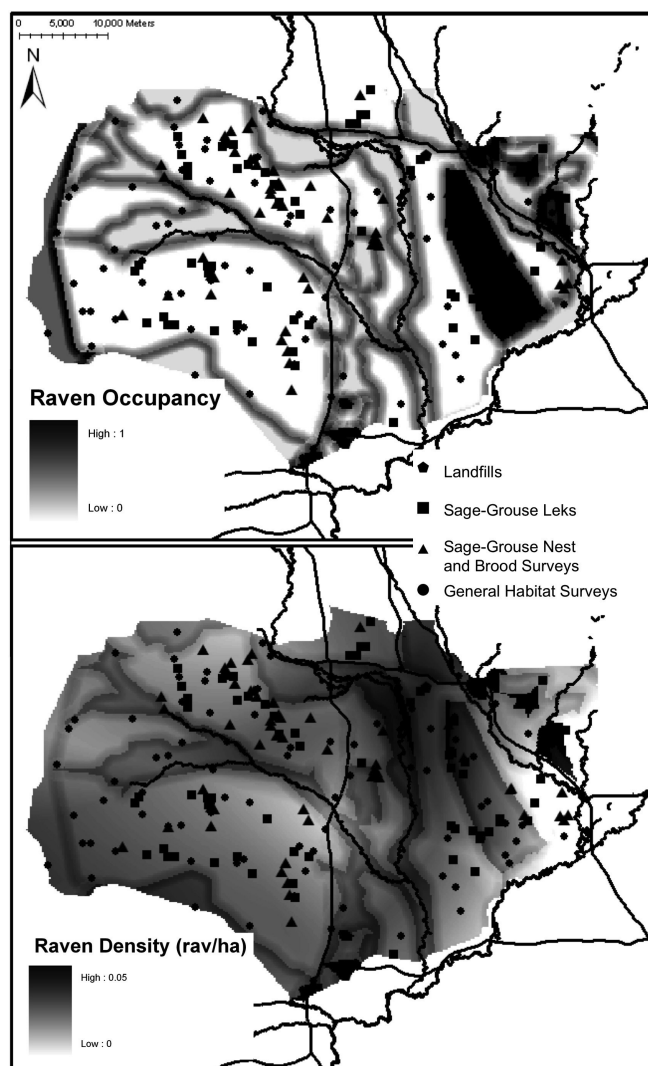 0 5,000 10,000 Meters
N
Raven Occupancy
High : 1
Low : 0
Landfills
Sage-Grouse Leks
Sage-Grouse Nest
and Brood Surveys
General Habitat Surveys
Raven Density (rav/ha)
High : 0.05
Low : 0